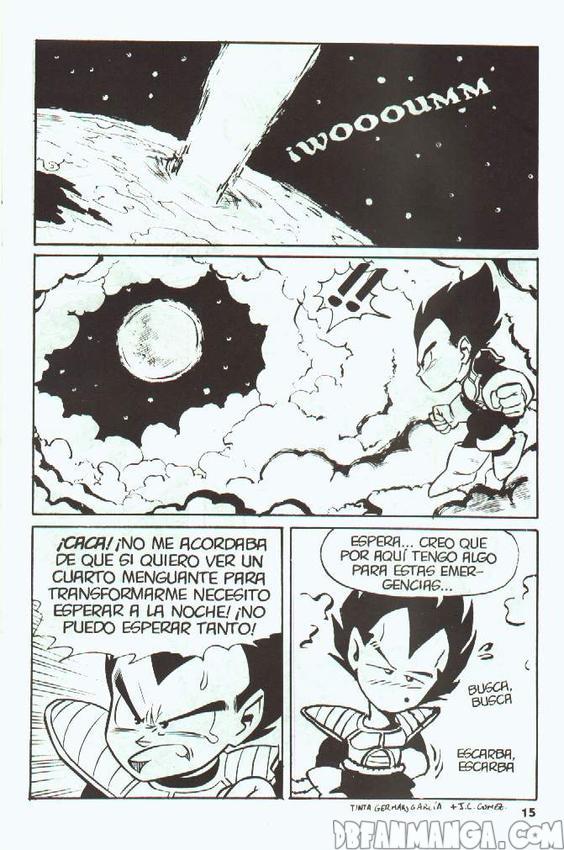 ¡WOOOUMM
!!
¡CACA! ¡NO ME ACORDABA
DE QUE SI QUIERO VER UN
CUARTO MENGUANTE PARA
TRANSFORMARME NECESITO
ESPERAR A LA NOCHE! ¡NO
PUEDO ESPERAR TANTO!
ESPERA... CREO QUE
POR AQUÍ TENGO ALGO
PARA ESTAS EMER-
GENCIAS...
BUSCA,
BUSCA
ESCARBA,
ESCARBA
TINTA GERMAN GARCÍA + J.C. GOMEZ.
15
DBFANMANGA.COM